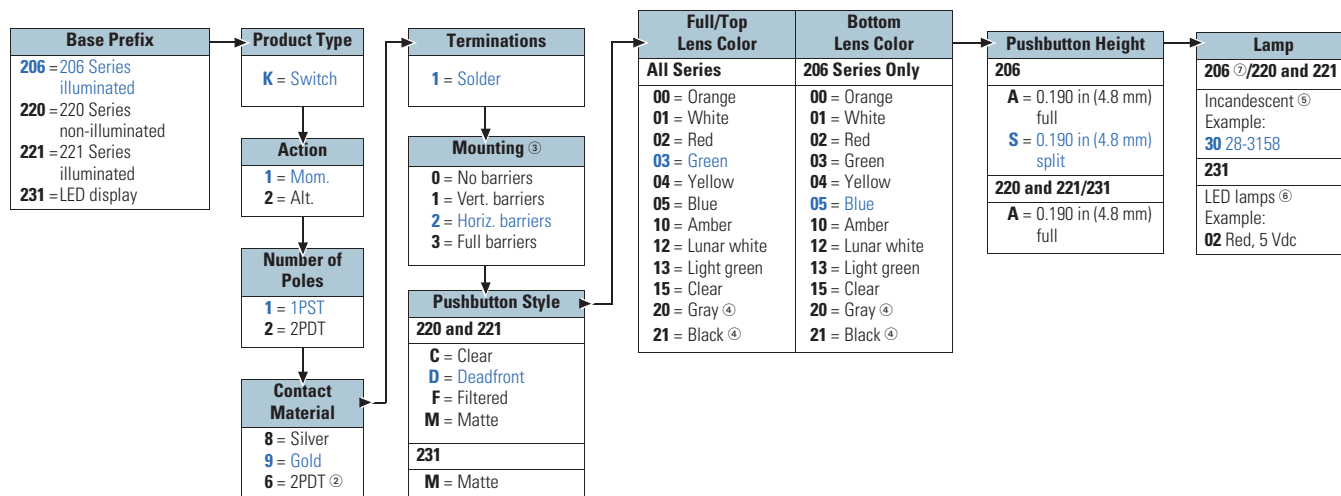 Base Prefix
206 = 206 Series
illuminated
220 = 220 Series
non-illuminated
221 = 221 Series
illuminated
231 = LED display
Product Type
K = Switch
Action
1 = Mom.
2 = Alt.
Number of
Poles
1 = 1PST
2 = 2PDT
Contact
Material
8 = Silver
9 = Gold
6 = 2PDT ②
Terminations
1 = Solder
Mounting ③
0 = No barriers
1 = Vert. barriers
2 = Horiz. barriers
3 = Full barriers
Pushbutton Style
220 and 221
C = Clear
D = Deadfront
F = Filtered
M = Matte
231
M = Matte
Full/Top
Lens Color
All Series
00 = Orange
01 = White
02 = Red
03 = Green
04 = Yellow
05 = Blue
10 = Amber
12 = Lunar white
13 = Light green
15 = Clear
20 = Gray ④
21 = Black ④
Bottom
Lens Color
206 Series Only
00 = Orange
01 = White
02 = Red
03 = Green
04 = Yellow
05 = Blue
10 = Amber
12 = Lunar white
13 = Light green
15 = Clear
20 = Gray ④
21 = Black ④
Pushbutton Height
206
A = 0.190 in (4.8 mm)
full
S = 0.190 in (4.8 mm)
split
220 and 221/231
A = 0.190 in (4.8 mm)
full
Lamp
206 ⑦/220 and 221
Incandescent ⑤
Example:
30 28-3158
231
LED lamps ⑥
Example:
02 Red, 5 Vdc